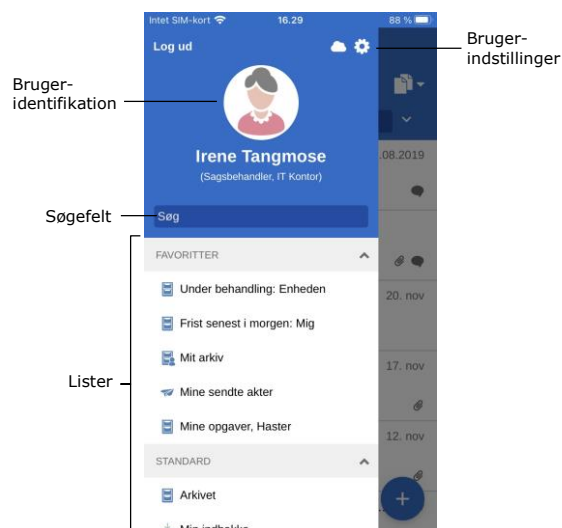 Intet SIM-kort 16.29 88 %
Log ud
Bruger-
indstillinger
Bruger-
identifikation
Irene Tangmose
(Sagsbehandler, IT Kontor)
.08.2019
Søgefelt
Søg
FAVORITTER
Under behandling: Enheden
20. nov
Frist senest i morgen: Mig
Mit arkiv
17. nov
Lister
Mine sendte akter
Mine opgaver, Haster
12. nov
STANDARD
Arkivet
Min indbakke